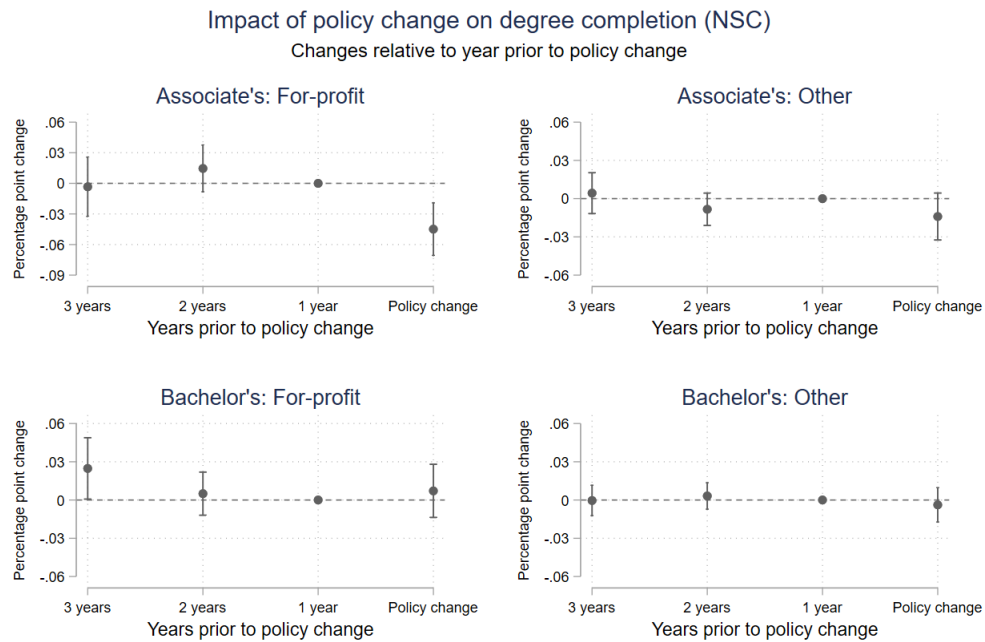 Impact of policy change on degree completion (NSC)
Changes relative to year prior to policy change
Associate's: For-profit
Percentage point change
.06
.03
0
-.03
-.06
-.09
3 years 2 years 1 year Policy change
Years prior to policy change
Associate's: Other
Percentage point change
.06
.03
0
-.03
-.06
3 years 2 years 1 year Policy change
Years prior to policy change
Bachelor's: For-profit
Percentage point change
.06
.03
0
-.03
-.06
3 years 2 years 1 year Policy change
Years prior to policy change
Bachelor's: Other
Percentage point change
.06
.03
0
-.03
-.06
3 years 2 years 1 year Policy change
Years prior to policy change